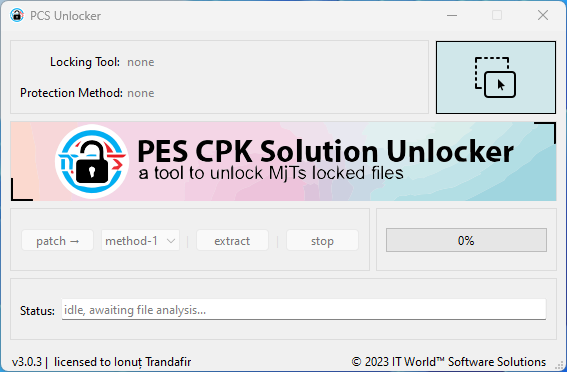 PCS Unlocker
Locking Tool: none
Protection Method: none
PES CPK Solution Unlocker
a tool to unlock MjTs locked files
patch → method-1 extract stop 0%
Status: idle, awaiting file analysis...
v3.0.3 | licensed to Ionuț Trandafir © 2023 IT World™ Software Solutions